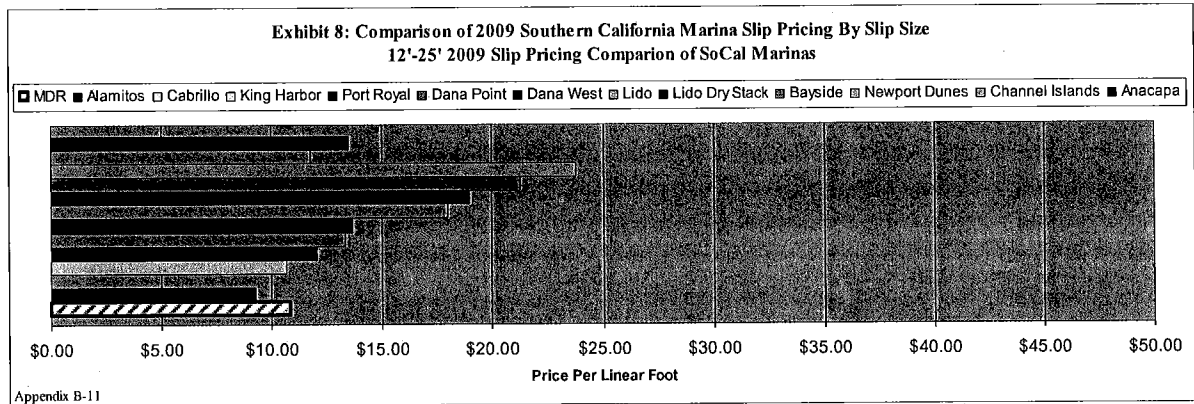 Exhibit 8: Comparison of 2009 Southern California Marina Slip Pricing By Slip Size
12'-25' 2009 Slip Pricing Comparion of SoCal Marinas
MDR Alamitos Cabrillo King Harbor Port Royal Dana Point Dana West Lido Lido Dry Stack Bayside Newport Dunes Channel Islands Anacapa
$0.00 $5.00 $10.00 $15.00 $20.00 $25.00 $30.00 $35.00 $40.00 $45.00 $50.00
Price Per Linear Foot
Appendix B-11